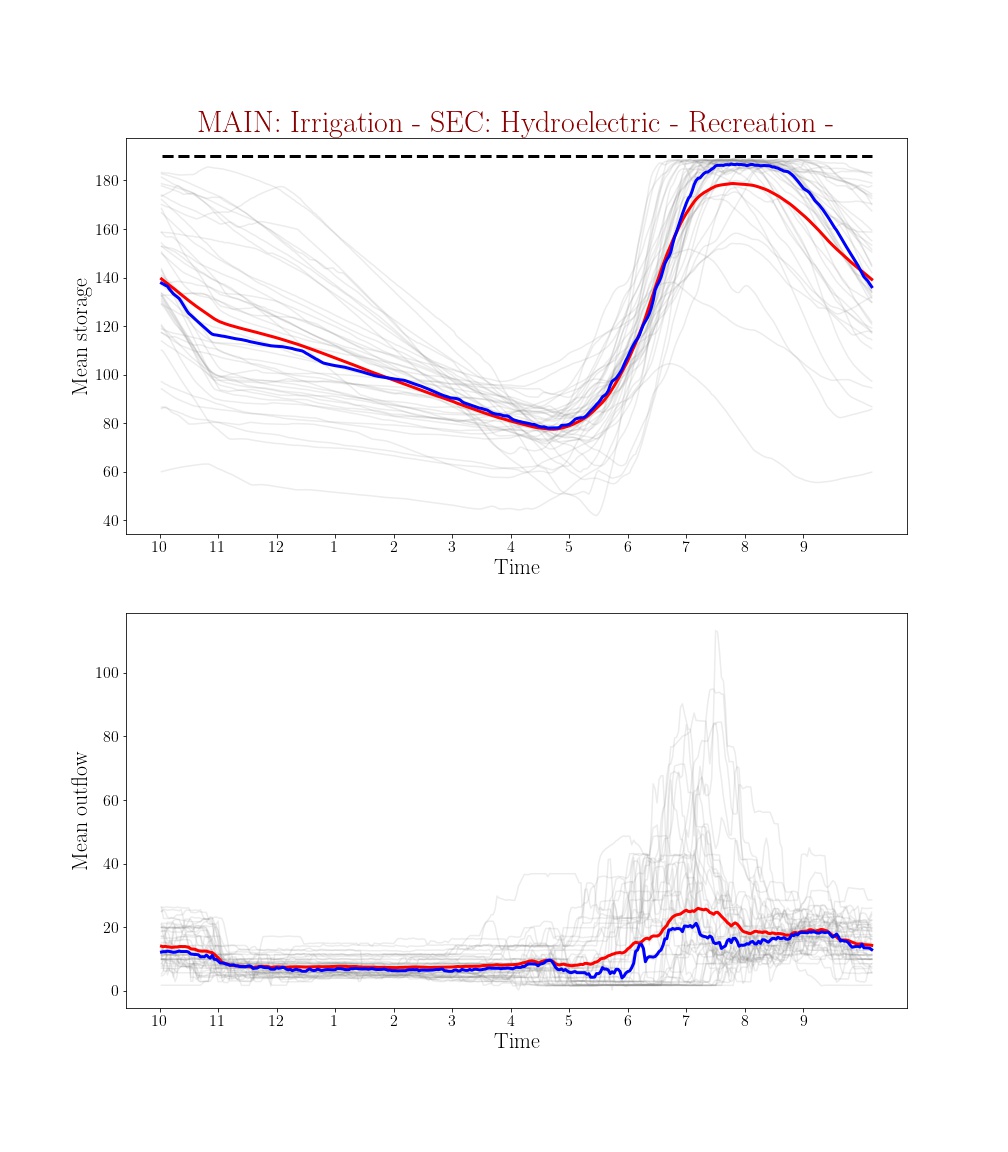 MAIN: Irrigation - SEC: Hydroelectric - Recreation -
Mean storage
180
160
140
120
100
80
60
40
10 11 12 1 2 3 4 5 6 7 8 9
Time
Mean outflow
100
80
60
40
20
0
10 11 12 1 2 3 4 5 6 7 8 9
Time